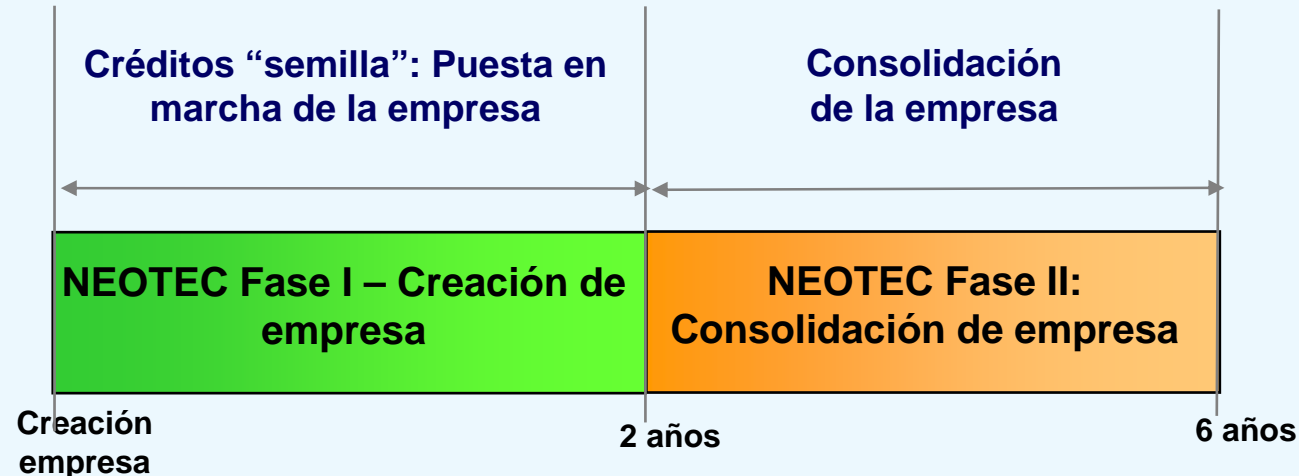 Créditos “semilla”: Puesta en
marcha de la empresa
Consolidación
de la empresa
NEOTEC Fase I – Creación de
empresa
NEOTEC Fase II:
Consolidación de empresa
Creación
empresa
2 años
6 años